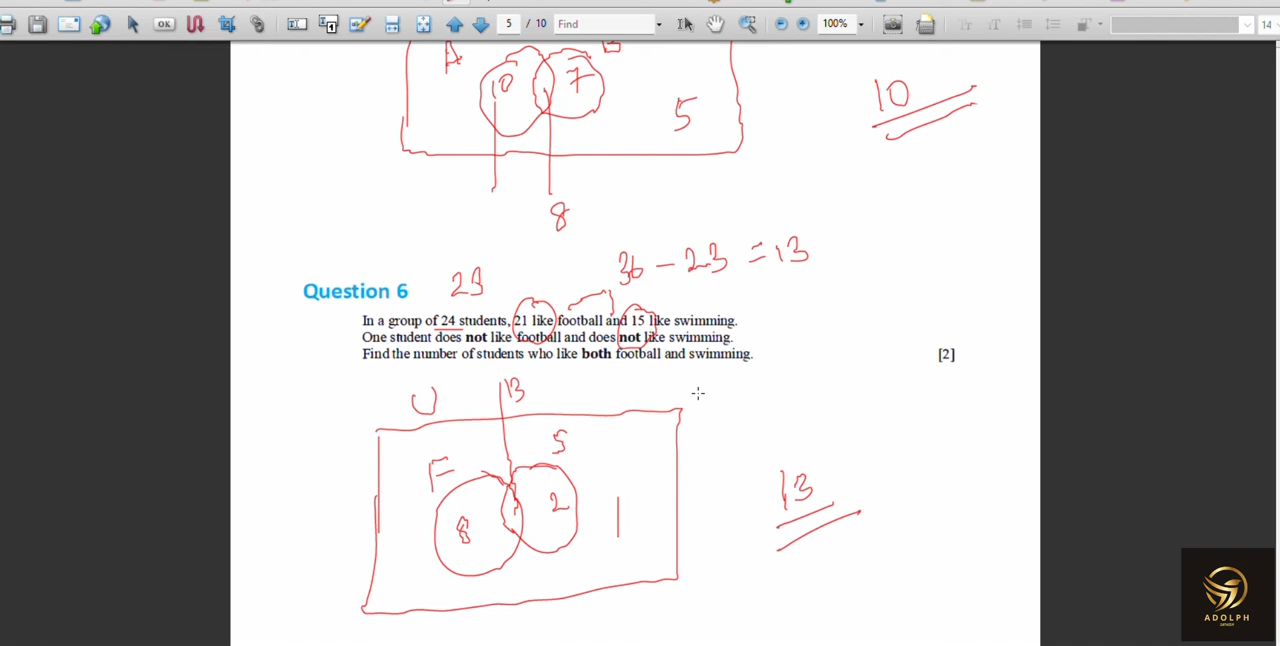 OK
5 / 10
Find
100%
14
A
B
10
7
5
8
10
36 - 23 = 13
23
Question 6
In a group of 24 students, 21 like football and 15 like swimming.
One student does not like football and does not like swimming.
Find the number of students who like both football and swimming.
[2]
U
13
F
S
8
2
1
13
ADOLPH